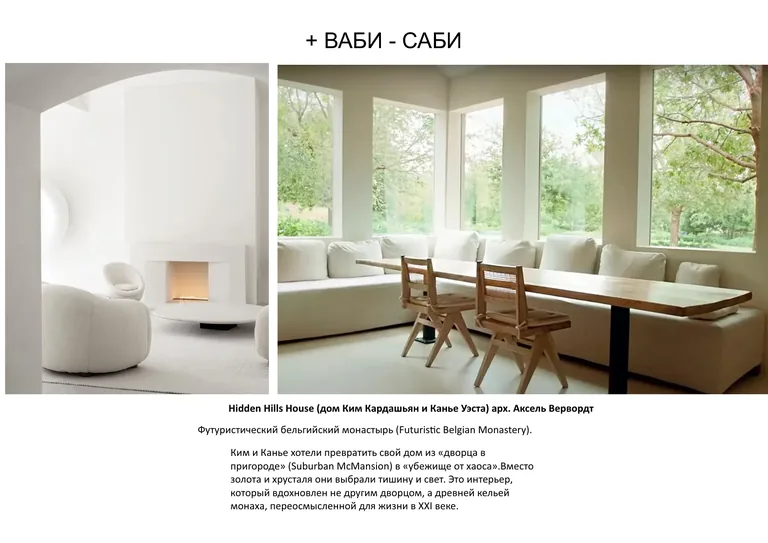 + ВАБИ - САБИ
Hidden Hills House (дом Ким Кардашьян и Канье Уэста) арх. Аксель Вервордт
Футуристический бельгийский монастырь (Futuristic Belgian Monastery).
Ким и Канье хотели превратить свой дом из «дворца в
пригороде» (Suburban McMansion) в «убежище от хаоса».Вместо
золота и хрусталя они выбрали тишину и свет. Это интерьер,
который вдохновлен не другим дворцом, а древней кельей
монаха, переосмысленной для жизни в XXI веке.